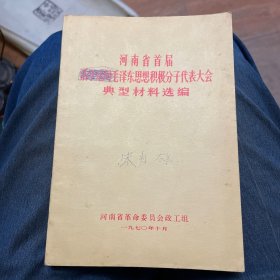 河南省首届
毛泽东思想积极分子代表大会
典型材料选编
河南省革命委员会政工组
一九七〇年十月